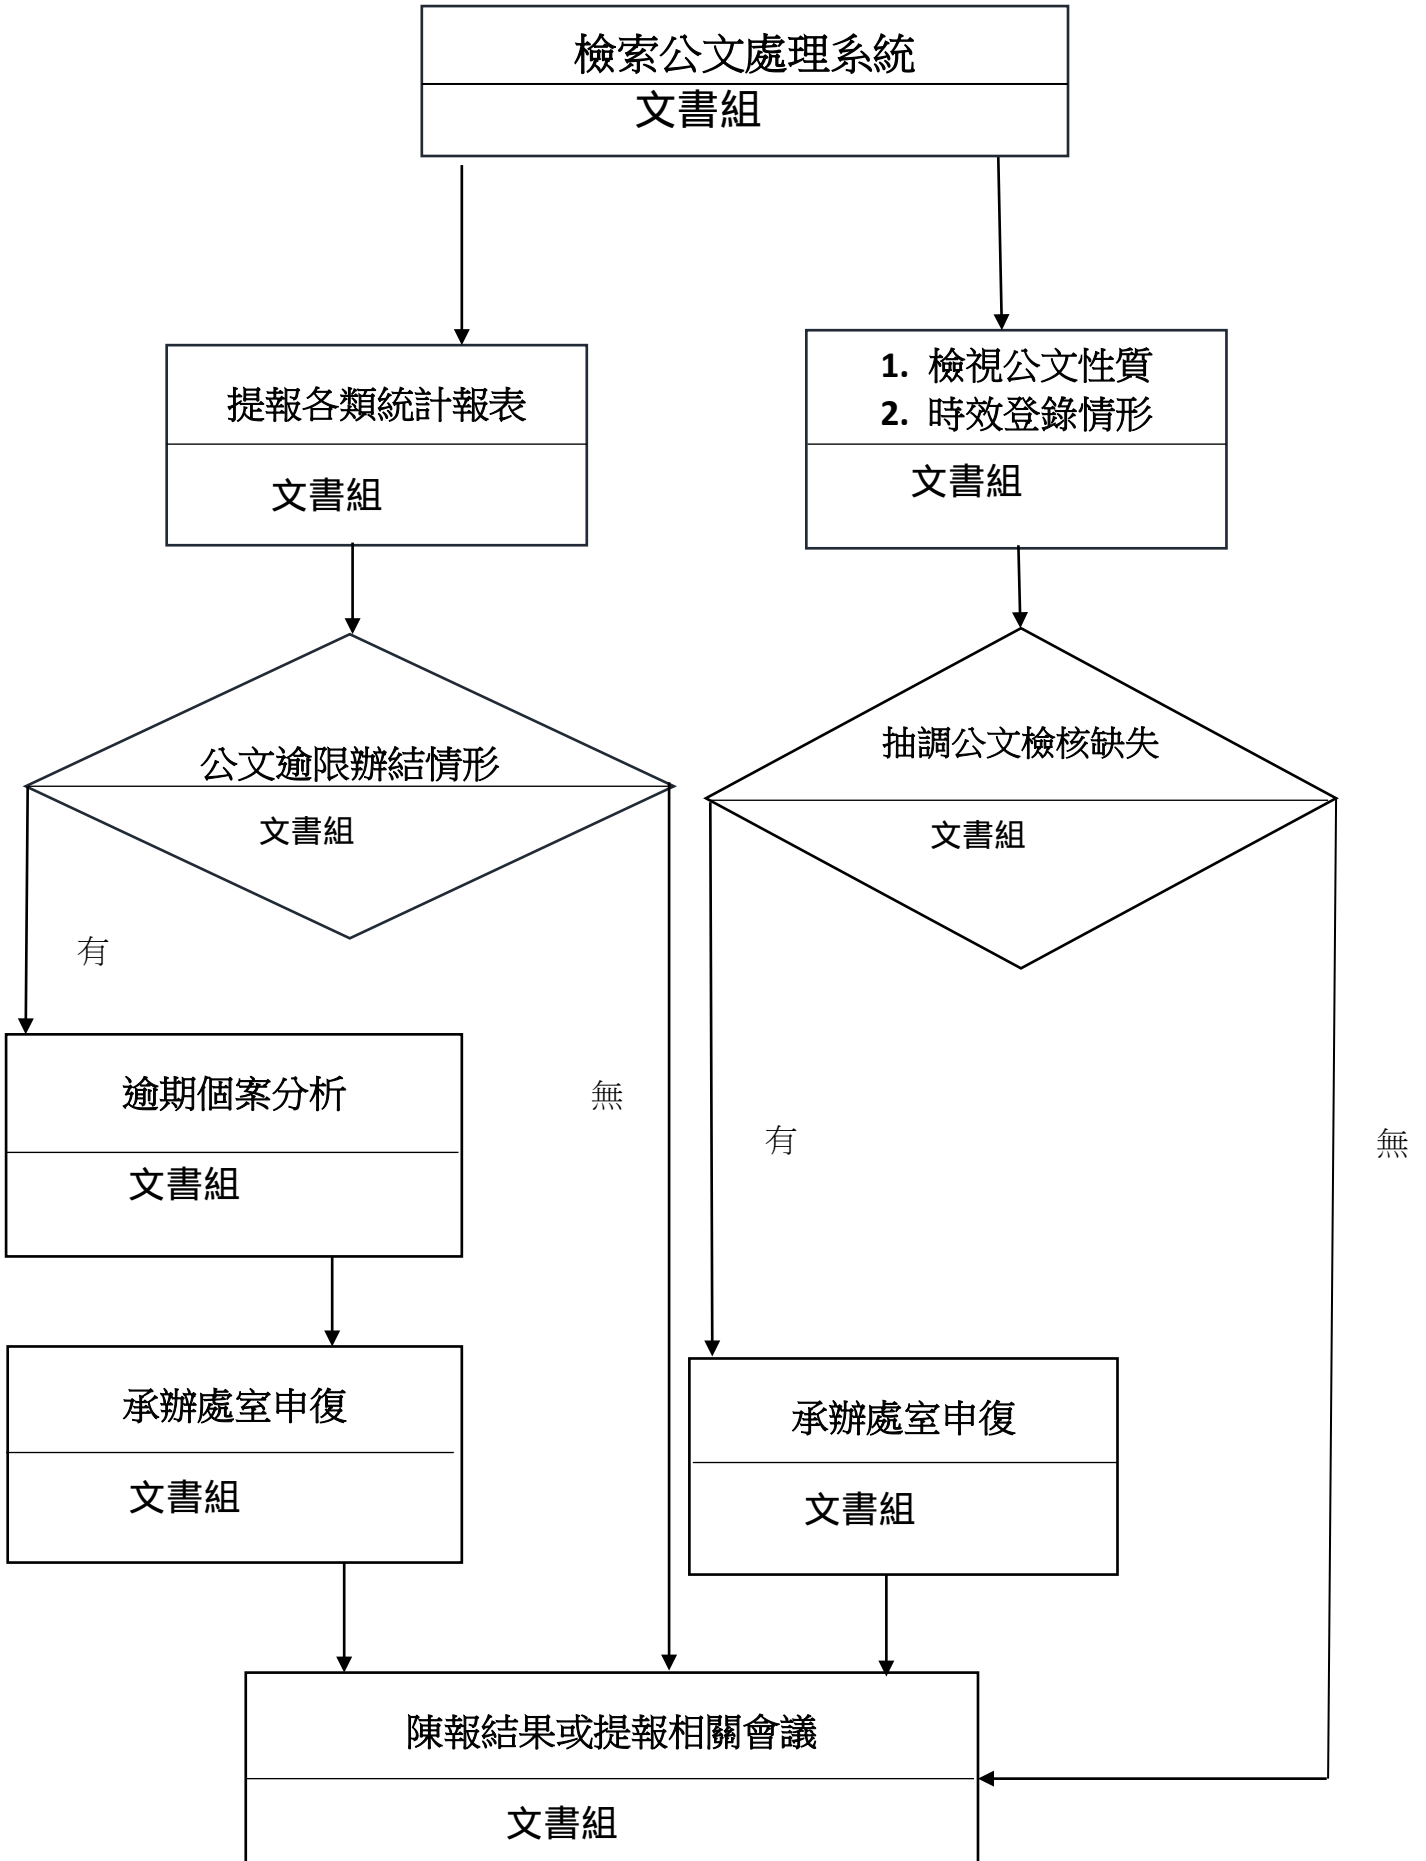 檢索公文處理系統
文書組
提報各類統計報表
文書組
1. 檢視公文性質
2. 時效登錄情形
文書組
公文逾限辦結情形
文書組
抽調公文檢核缺失
文書組
有
無
有
無
逾期個案分析
文書組
承辦處室申復
文書組
承辦處室申復
文書組
陳報結果或提報相關會議
文書組